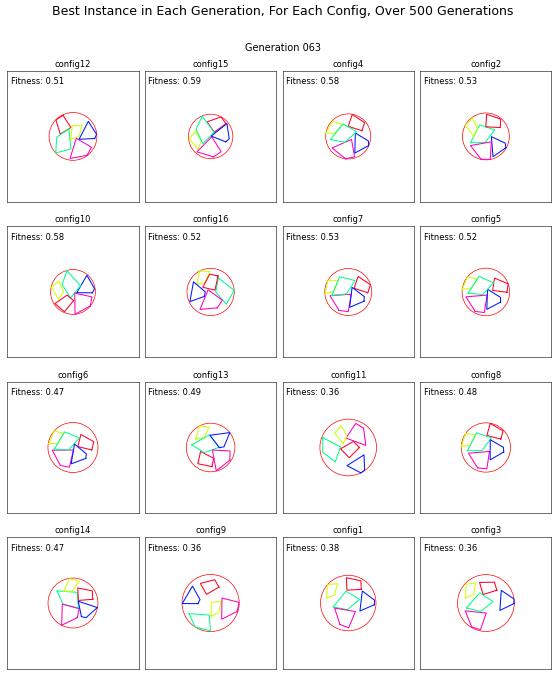 Best Instance in Each Generation, For Each Config, Over 500 Generations
Generation 063
config12
config15
config4
config2
Fitness: 0.51
Fitness: 0.59
Fitness: 0.58
Fitness: 0.53
config10
config16
config7
config5
Fitness: 0.58
Fitness: 0.52
Fitness: 0.53
Fitness: 0.52
config6
config13
config11
config8
Fitness: 0.47
Fitness: 0.49
Fitness: 0.36
Fitness: 0.48
config14
config9
config1
config3
Fitness: 0.47
Fitness: 0.36
Fitness: 0.38
Fitness: 0.36